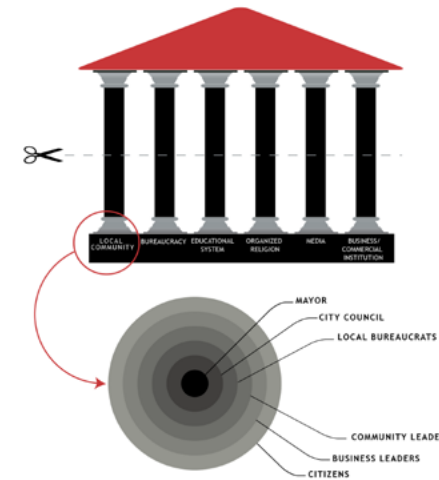 LOCAL
COMMUNITY
BUREAUCRACY
EDUCATIONAL
SYSTEM
ORGANIZED
RELIGION
MEDIA
BUSINESS/
COMMERCIAL
INSTITUTION
MAYOR
CITY COUNCIL
LOCAL BUREAUCRATS
COMMUNITY LEADE
BUSINESS LEADERS
CITIZENS